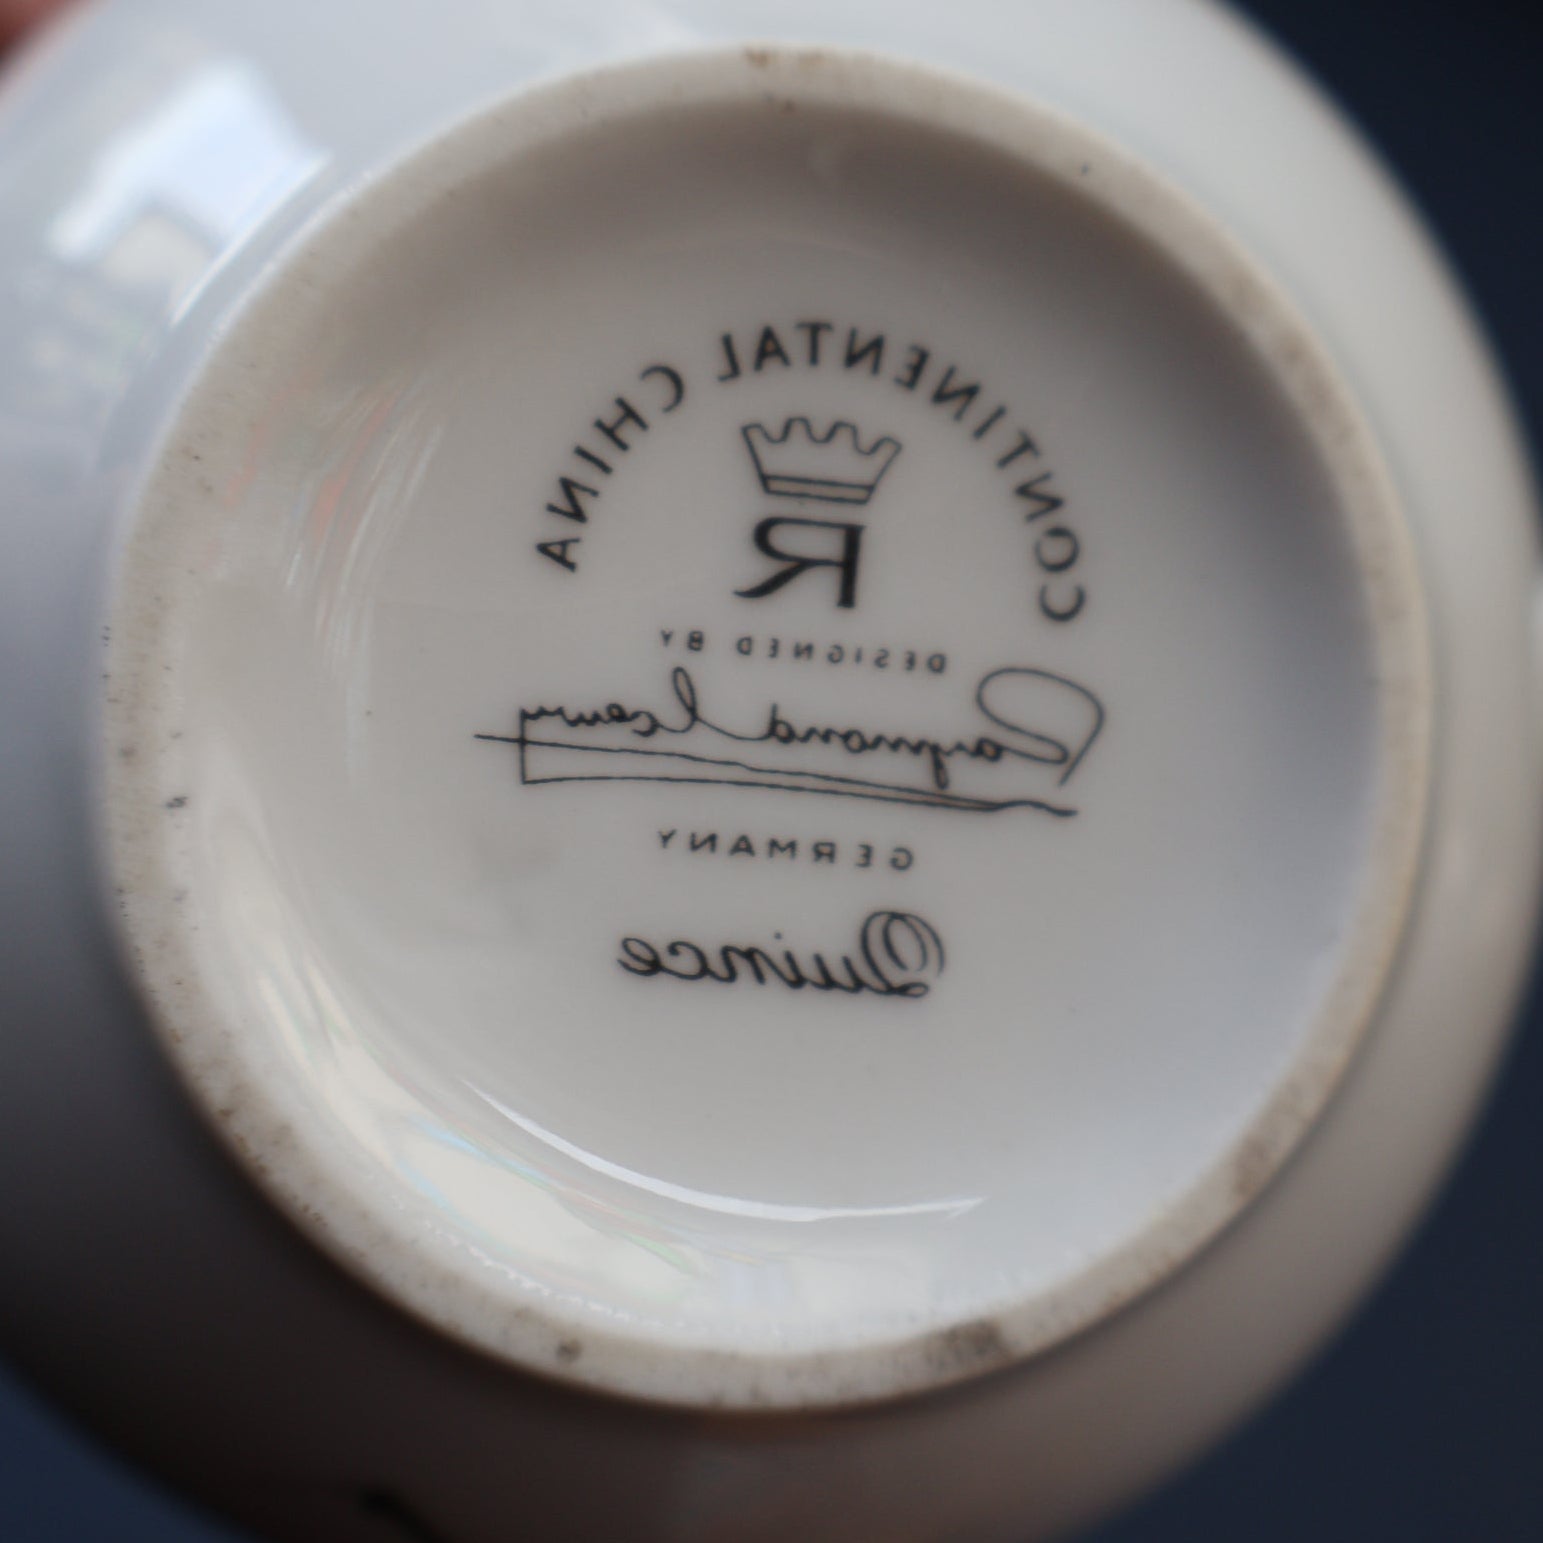 CONTINENTAL CHINA
R
DESIGNED BY
Raymond Loewy
GERMANY
Quince